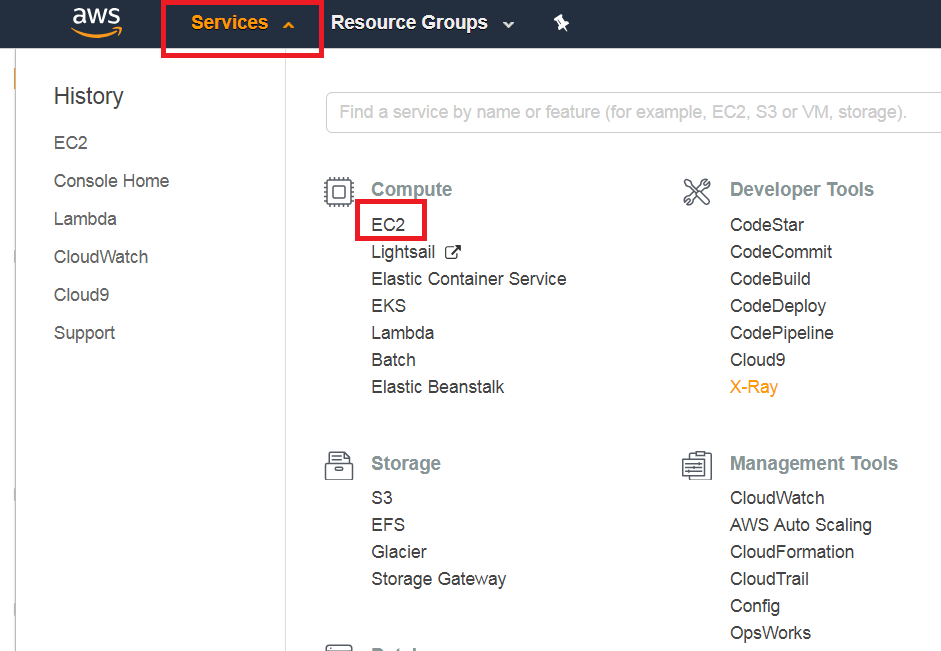 aws
Services
Resource Groups
History
EC2
Console Home
Lambda
CloudWatch
Cloud9
Support
Find a service by name or feature (for example, EC2, S3 or VM, storage).
Compute
EC2
Lightsail
Elastic Container Service
EKS
Lambda
Batch
Elastic Beanstalk
Storage
S3
EFS
Glacier
Storage Gateway
Developer Tools
CodeStar
CodeCommit
CodeBuild
CodeDeploy
CodePipeline
Cloud9
X-Ray
Management Tools
CloudWatch
AWS Auto Scaling
CloudFormation
CloudTrail
Config
OpsWorks